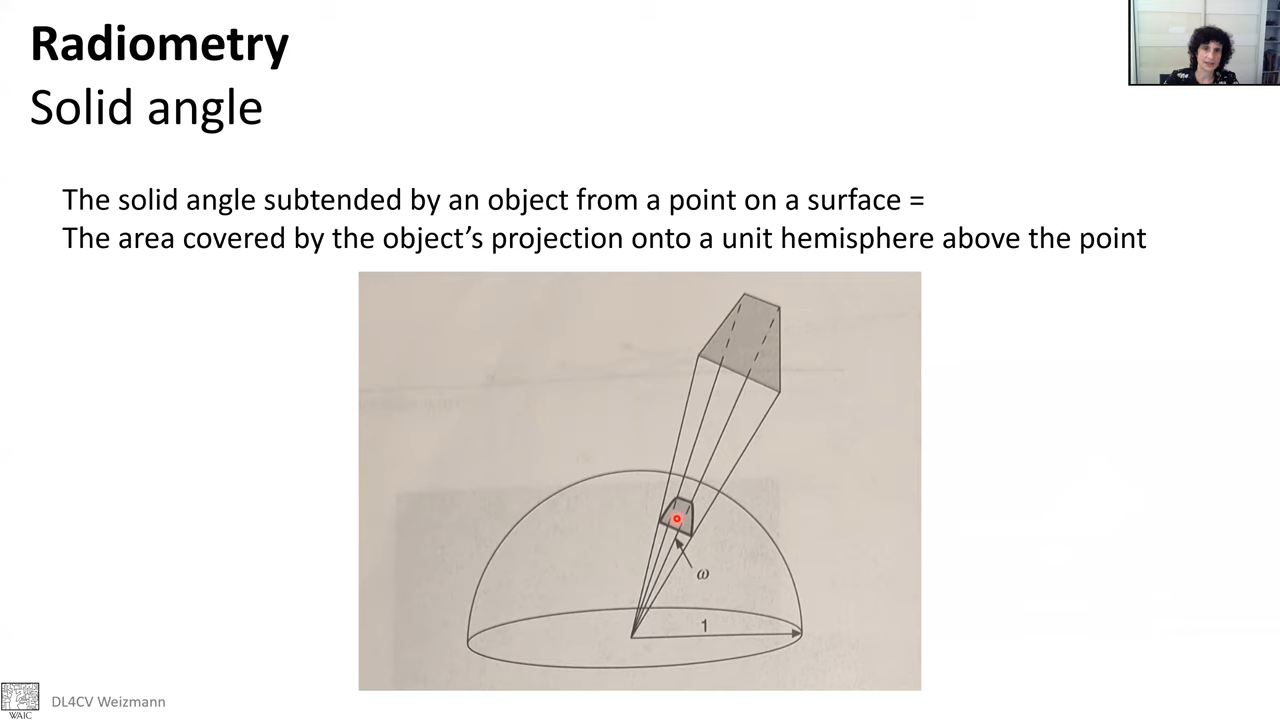 Radiometry
Solid angle
The solid angle subtended by an object from a point on a surface =
The area covered by the object's projection onto a unit hemisphere above the point
ω
1
WAIC
DL4CV Weizmann